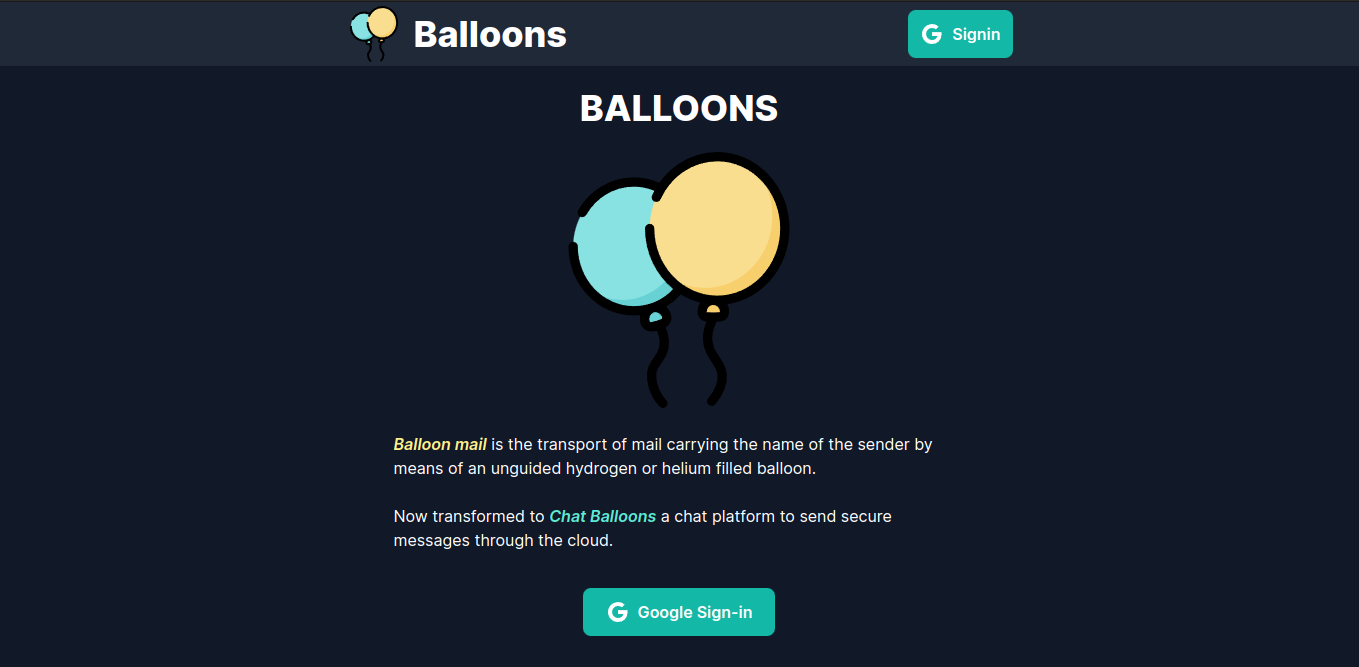 Balloons
Signin
BALLOONS
Balloon mail is the transport of mail carrying the name of the sender by
means of an unguided hydrogen or helium filled balloon.
Now transformed to Chat Balloons a chat platform to send secure
messages through the cloud.
Google Sign-in